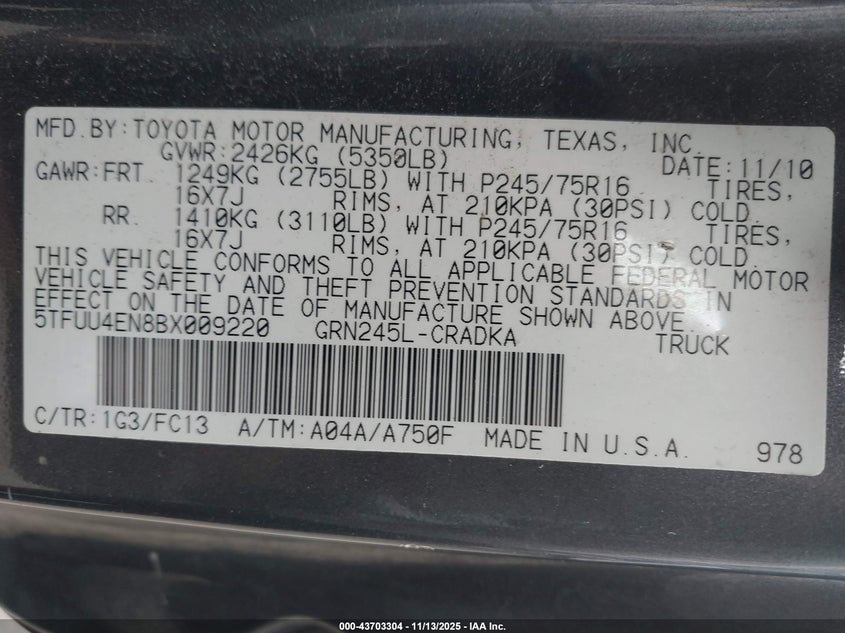 MFD.BY:TOYOTA MOTOR MANUFACTURING, TEXAS, INC.
GVWR:2426KG (5350LB) DATE:11/10
GAWR:FRT. 1249KG (2755LB) WITH P245/75R16 TIRES,
16X7J RIMS, AT 210KPA (30PSI) COLD
RR. 1410KG (3110LB) WITH P245/75R16 TIRES,
16X7J RIMS, AT 210KPA (30PSI) COLD
THIS VEHICLE CONFORMS TO ALL APPLICABLE FEDERAL MOTOR
VEHICLE SAFETY AND THEFT PREVENTION STANDARDS IN
EFFECT ON THE DATE OF MANUFACTURE SHOWN ABOVE.
5TFUU4EN8BX009220 GRN245L-CRADKA TRUCK
C/TR:1G3/FC13 A/TM:A04A/A750F MADE IN U.S.A. 978
000-43703304 - 11/13/2025 - IAA Inc.